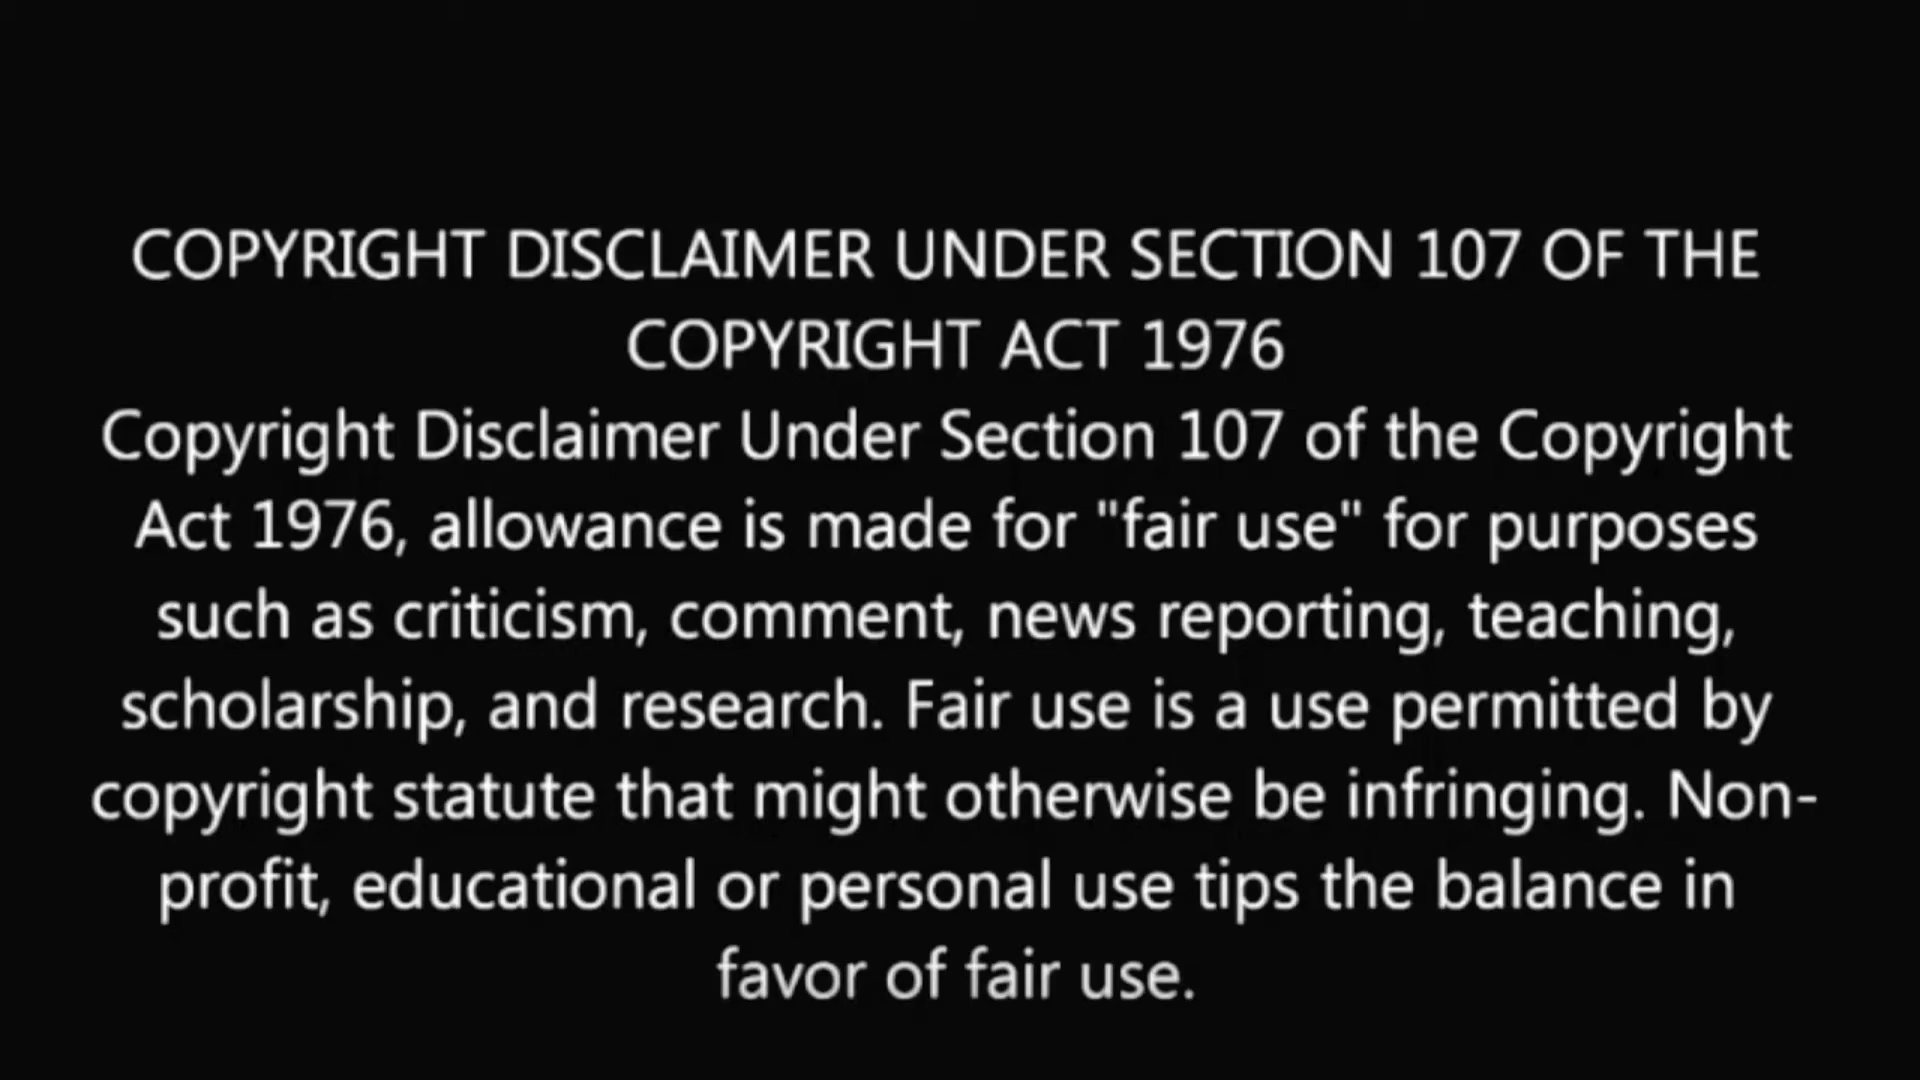 COPYRIGHT DISCLAIMER UNDER SECTION 107 OF THE
COPYRIGHT ACT 1976
Copyright Disclaimer Under Section 107 of the Copyright
Act 1976, allowance is made for "fair use" for purposes
such as criticism, comment, news reporting, teaching,
scholarship, and research. Fair use is a use permitted by
copyright statute that might otherwise be infringing. Non-
profit, educational or personal use tips the balance in
favor of fair use.